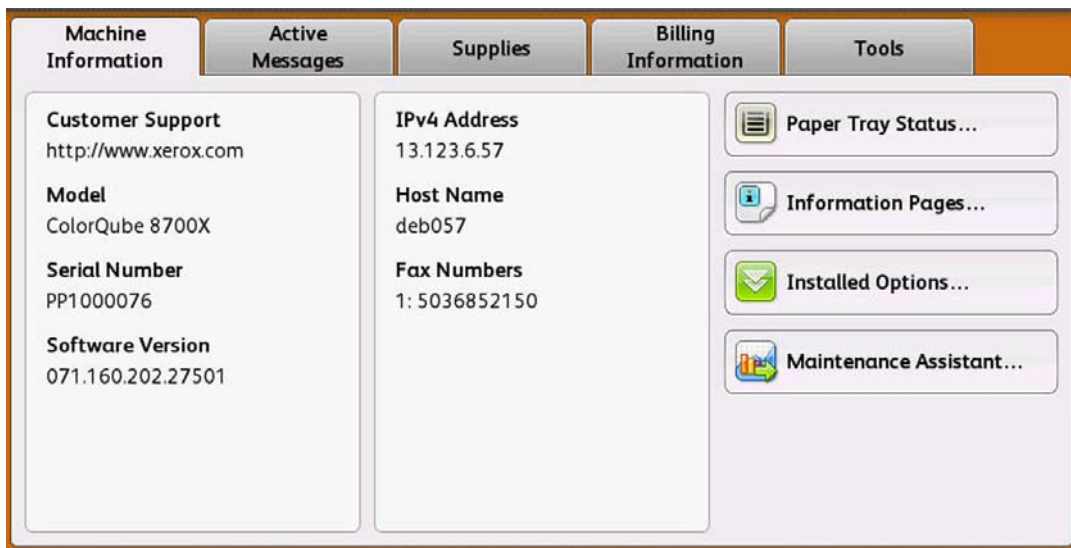 Machine
Information
Active
Messages
Supplies
Billing
Information
Tools
Customer Support
http://www.xerox.com
Model
ColorQube 8700X
Serial Number
PP1000076
Software Version
071.160.202.27501
IPv4 Address
13.123.6.57
Host Name
deb057
Fax Numbers
1: 5036852150
Paper Tray Status...
Information Pages...
Installed Options...
Maintenance Assistant...